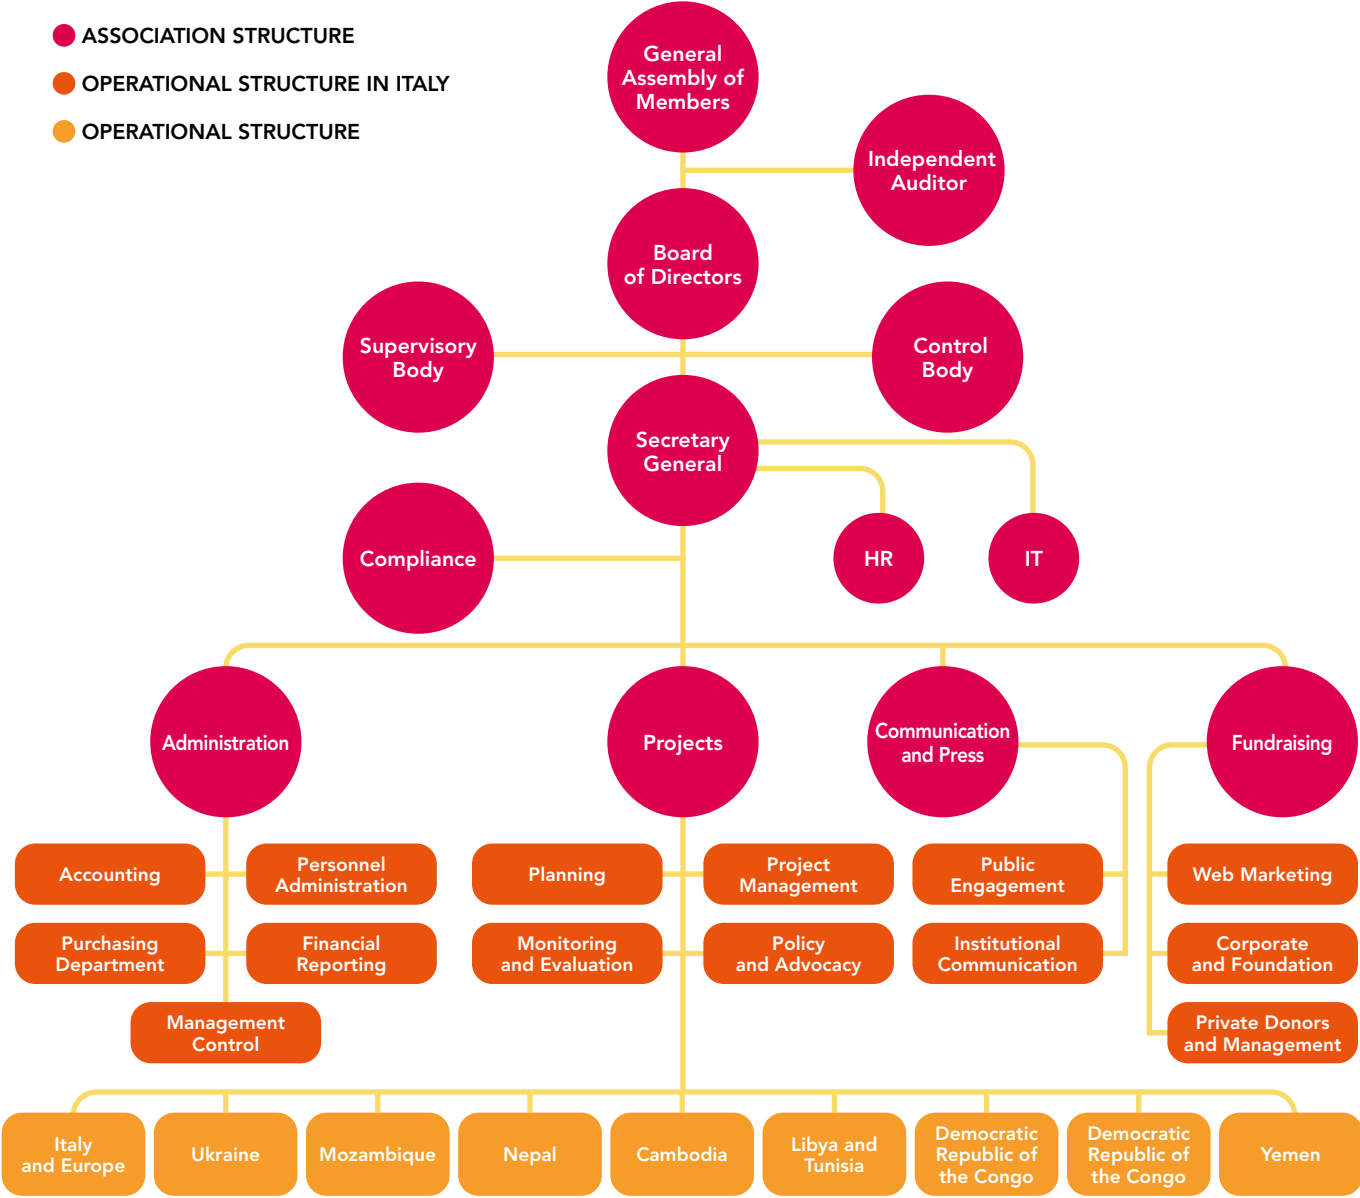 ASSOCIATION STRUCTURE
OPERATIONAL STRUCTURE IN ITALY
OPERATIONAL STRUCTURE
General
Assembly of
Members
Independent
Auditor
Board
of Directors
Supervisory
Body
Control
Body
Secretary
General
Compliance
HR
IT
Administration
Projects
Communication
and Press
Fundraising
Accounting
Personnel
Administration
Planning
Project
Management
Public
Engagement
Web Marketing
Purchasing
Department
Financial
Reporting
Monitoring
and Evaluation
Policy
and Advocacy
Institutional
Communication
Corporate
and Foundation
Management
Control
Private Donors
and Management
Italy
and Europe
Ukraine
Mozambique
Nepal
Cambodia
Libya and
Tunisia
Democratic
Republic of
the Congo
Democratic
Republic of
the Congo
Yemen